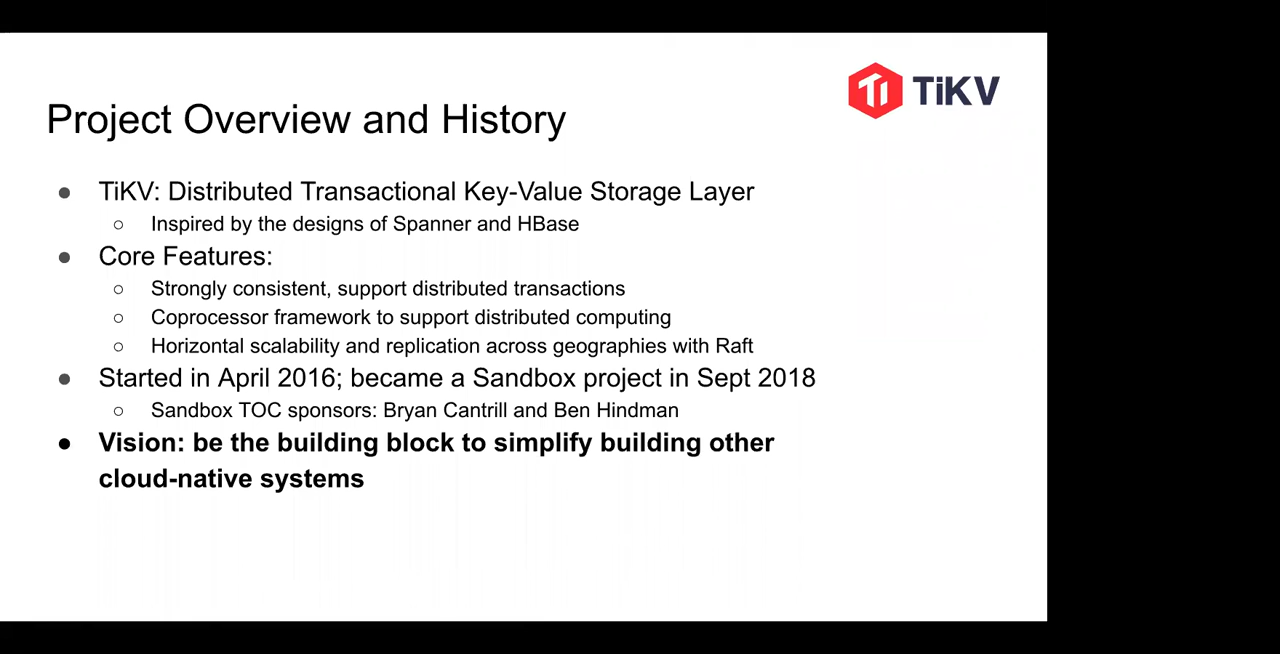 TiKV
Project Overview and History
● TiKV: Distributed Transactional Key-Value Storage Layer
○ Inspired by the designs of Spanner and HBase
● Core Features:
○ Strongly consistent, support distributed transactions
○ Coprocessor framework to support distributed computing
○ Horizontal scalability and replication across geographies with Raft
● Started in April 2016; became a Sandbox project in Sept 2018
○ Sandbox TOC sponsors: Bryan Cantrill and Ben Hindman
● Vision: be the building block to simplify building other
cloud-native systems